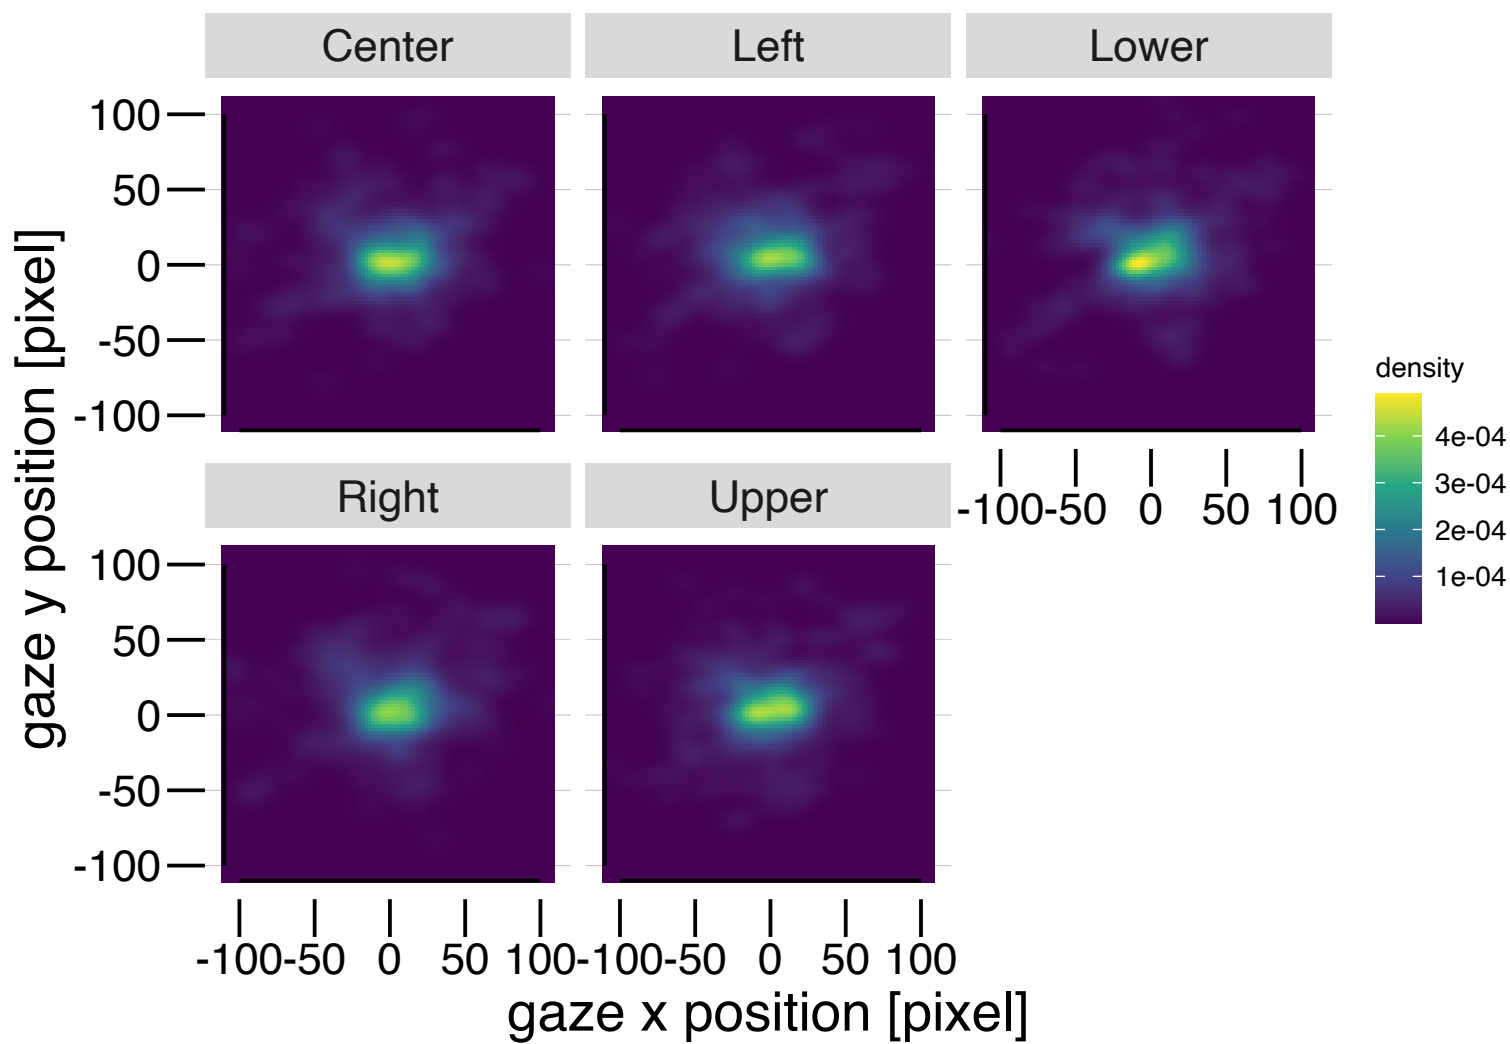 Center Left Lower
100
50
0
-50
-100
gaze y position [pixel]
density
4e-04
3e-04
2e-04
1e-04
-100 -50 0 50 100
Right Upper
100
50
0
-50
-100
-100 -50 0 50 100 -100 -50 0 50 100
gaze x position [pixel]